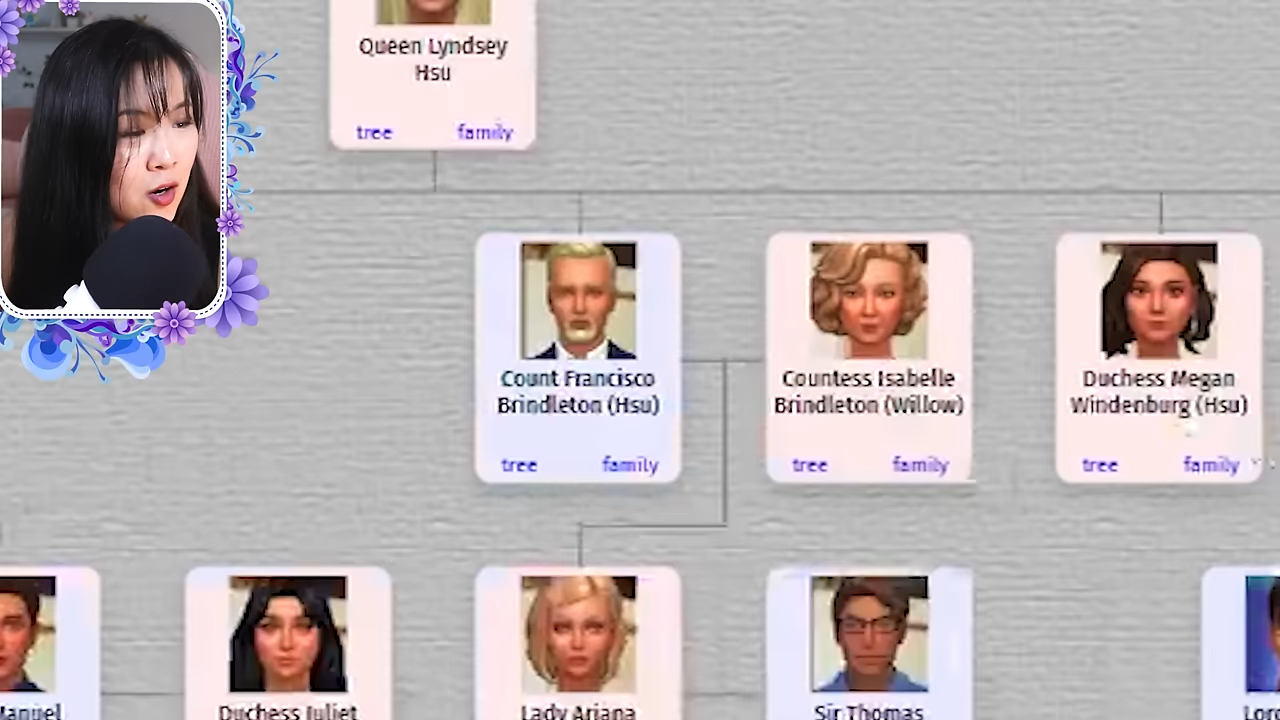 Queen Lyndsey
Hsu
tree family
Count Francisco
Brindleton (Hsu)
tree family
Countess Isabelle
Brindleton (Willow)
tree family
Duchess Megan
Windenburg (Hsu)
tree family
Manuel
Duchess Juliet
Lady Ariana
Sir Thomas